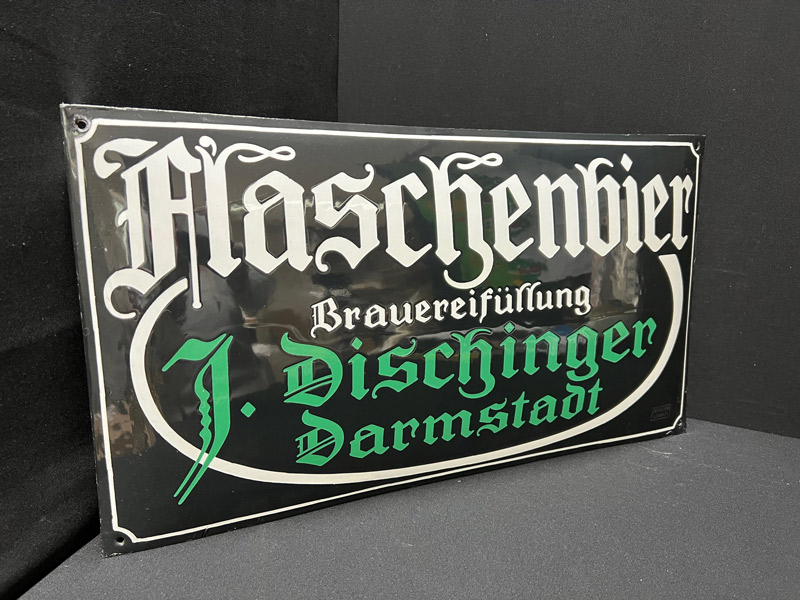 Flaschenbier
Brauereifüllung
J. Dischinger
Darmstadt